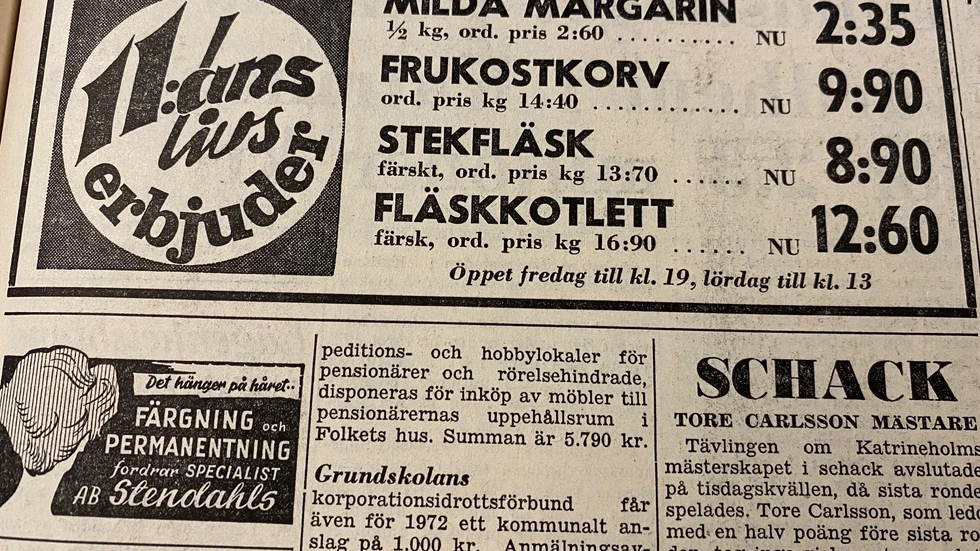 N:dans
livs
erbjuder
MILDA MARGARIN
½ kg, ord. pris 2:60 .......... NU 2:35
FRUKOSTKORV
ord. pris kg 14:40 ............ NU 9:90
STEKFLÄSK
färskt, ord. pris kg 13:70 ...... NU 8:90
FLÄSKKOTLETT
färsk, ord. pris kg 16:90 ...... NU 12:60
Öppet fredag till kl. 19, lördag till kl. 13
Det hänger på håret..
FÄRGNING och
PERMANENTNING
fordrar SPECIALIST
AB Stendahls
peditions- och hobbylokaler för
pensionärer och rörelsehindrade,
disponeras för inköp av möbler till
pensionärernas uppehållsrum i
Folkets hus. Summan är 5.790 kr.
Grundskolans
korporationsidrottsförbund får
även för 1972 ett kommunalt an-
slag på 1.000 kr. Anmälningsav-
SCHACK
TORE CARLSSON MÄSTARE
Tävlingen om Katrineholms
mästerskapet i schack avslutade
på tisdagskvällen, då sista rond
spelades. Tore Carlsson, som led
med en halv poäng före sista